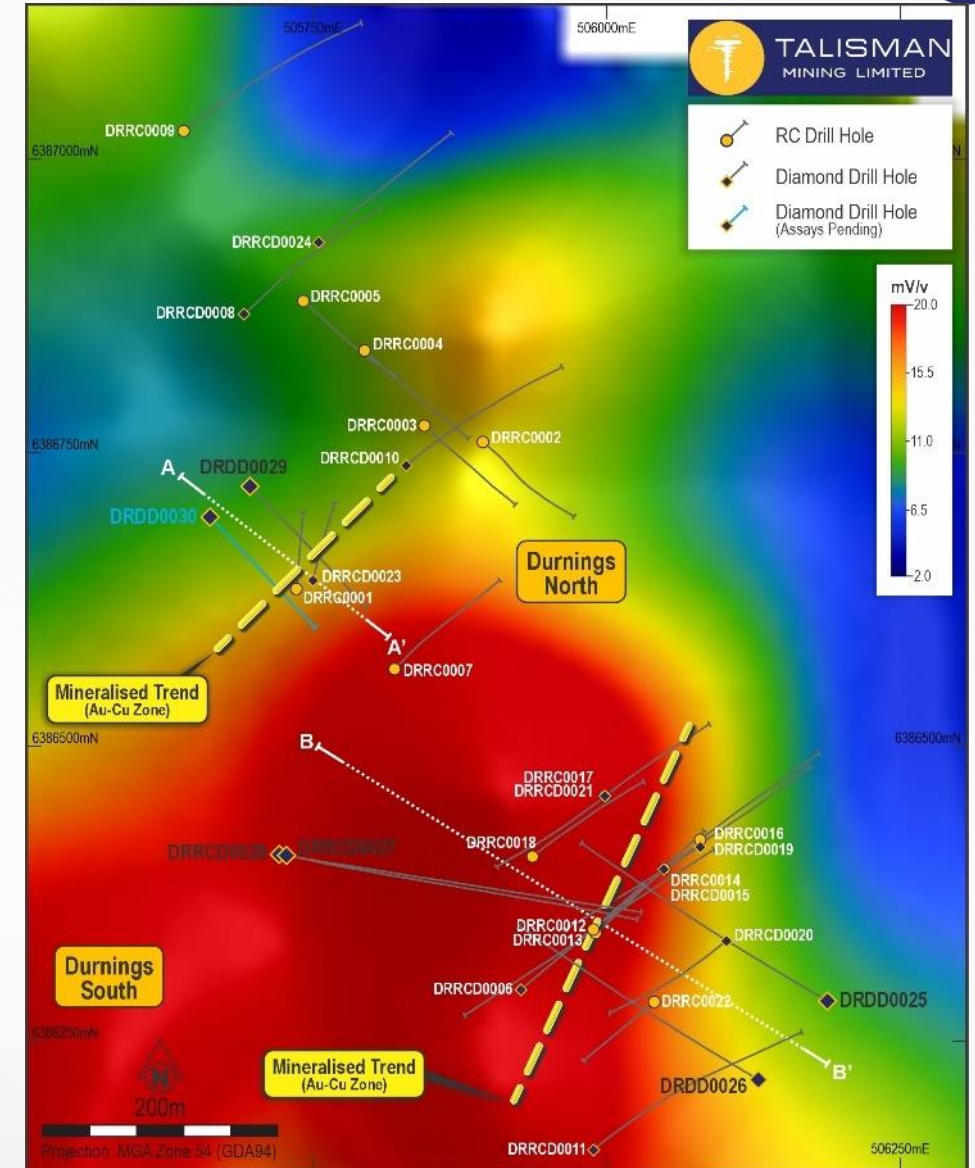 505750mE
506000mE
TALISMAN
MINING LIMITED
RC Drill Hole
Diamond Drill Hole
Diamond Drill Hole
(Assays Pending)
DRRC0009
6387000mN
N
DRRCD0024
mV/v
20.0
15.5
11.0
6.5
2.0
DRRC0005
DRRCD0008
DRRC0004
DRRC0003
DRRC0002
6386750mN
DRRCD0010
A
DRDD0029
DRDD0030
Durnings
North
DRRCD0023
DRRC0001
A'
DRRC0007
Mineralised Trend
(Au-Cu Zone)
B
6386500mN
6386500mN
DRRC0017
DRRCD0021
DRRC0018
DRRC0016
DRRCD0019
DRRC0014
DRRCD0015
DRRC0012
DRRC0013
DRRCD0020
Durnings
South
DRRCD0006
DRRC0022
DRDD0025
6386250mN
Mineralised Trend
(Au-Cu Zone)
B'
N
200m
DRDD0026
Projection: MGA Zone 54 (GDA94)
DRRCD0011
506250mE